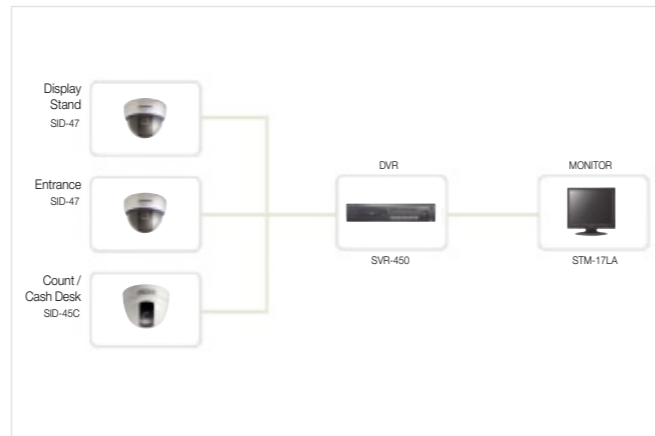 Display
Stand
SID-47
Entrance
SID-47
Count /
Cash Desk
SID-45C
DVR
SVR-450
MONITOR
STM-17LA